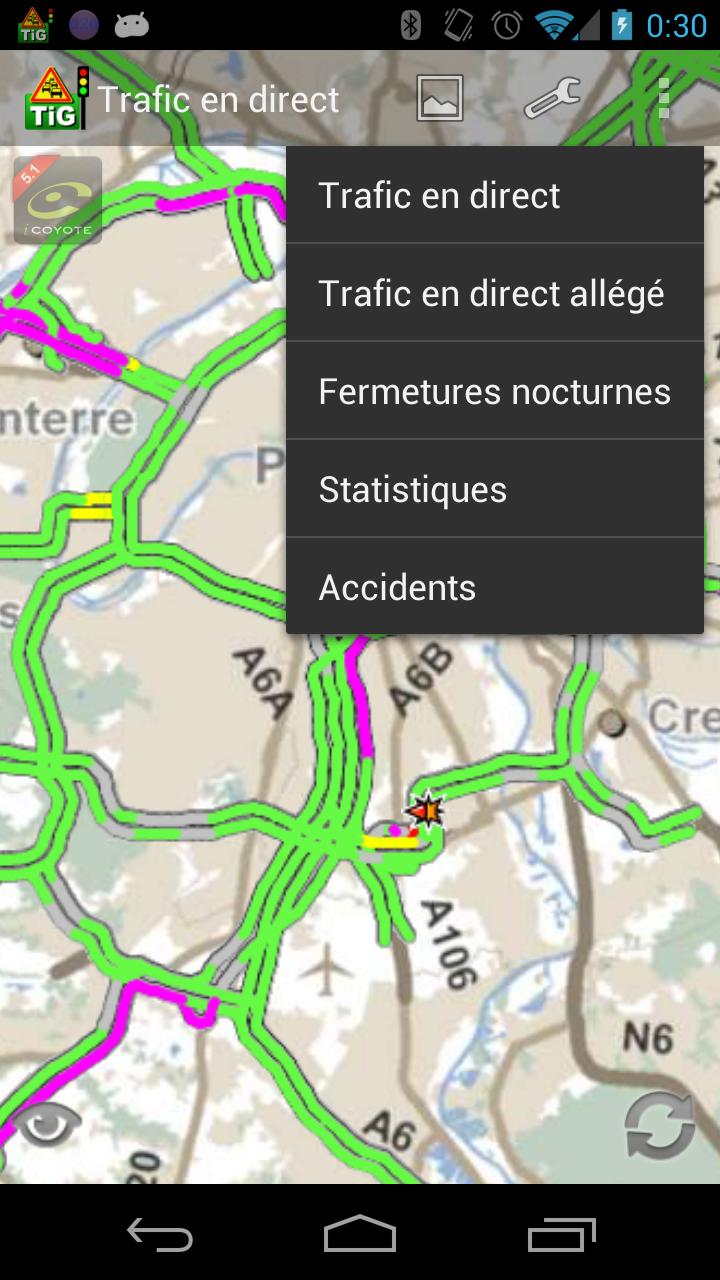 TiG
0:30
TiG
Trafic en direct
5.1
iCOYOTE
Trafic en direct
Trafic en direct allégé
Fermetures nocturnes
Statistiques
Accidents
nterre
P
s
A6A
A6B
Cre
A106
N6
A6
20